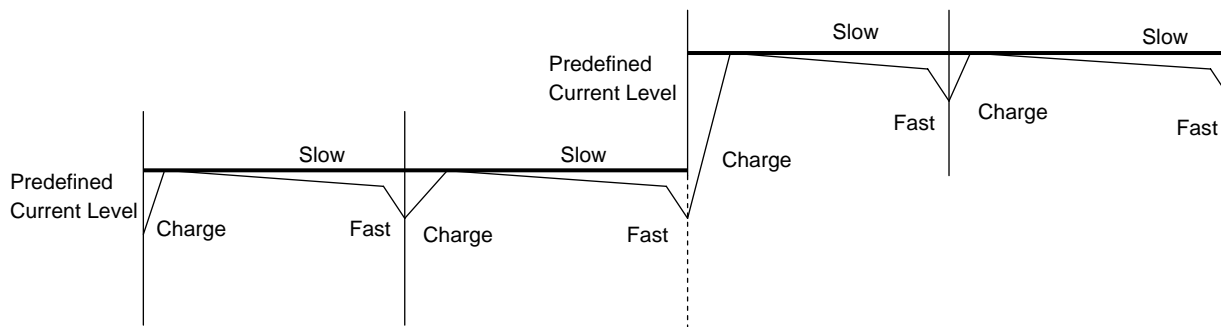 Slow
Slow
Predefined
Current Level
Fast
Charge
Fast
Charge
Slow
Slow
Predefined
Current Level
Charge
Fast
Charge
Fast